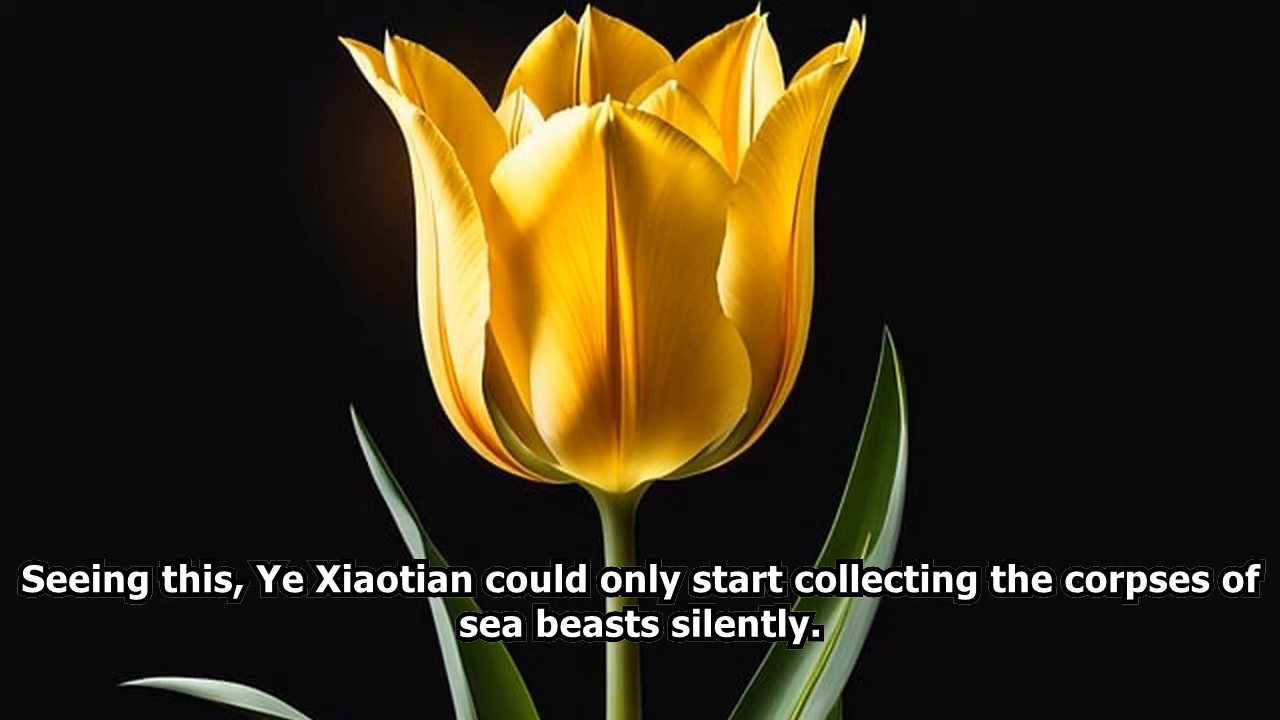 Seeing this, Ye Xiaotian could only start collecting the corpses of
sea beasts silently.